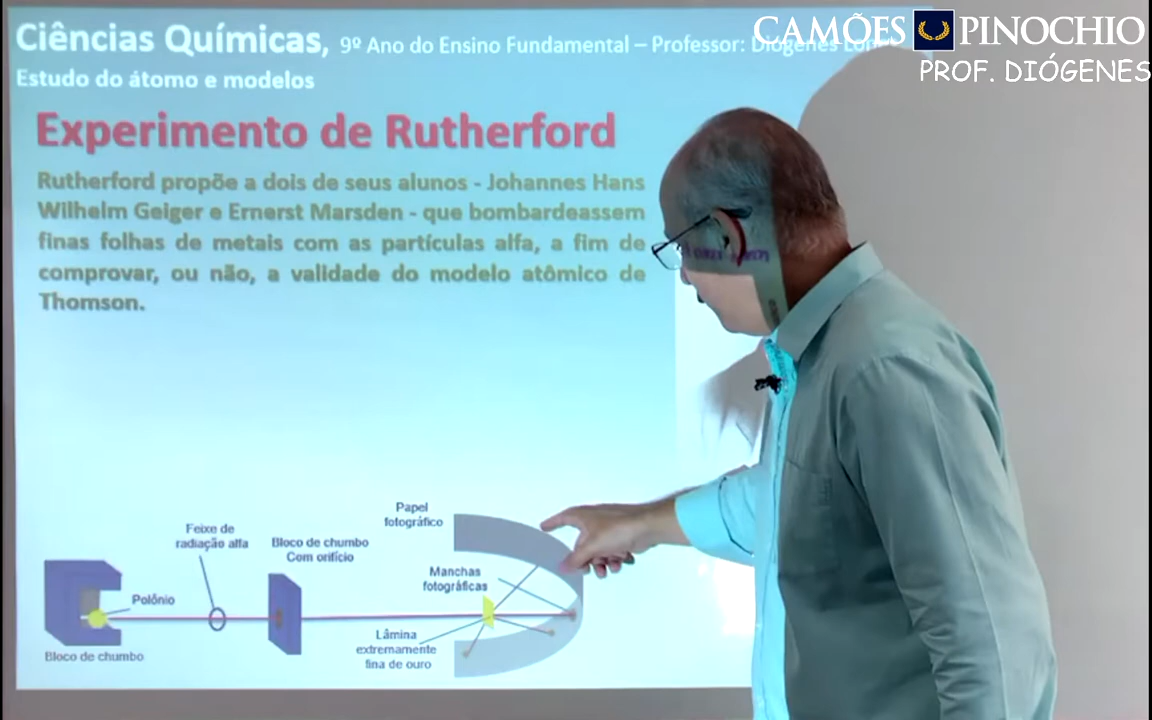 CAMÕES PINOCHIO
PROF. DIÓGENES
Ciências Químicas, 9º Ano do Ensino Fundamental – Professor: Diógenes
Estudo do átomo e modelos
Experimento de Rutherford
Rutherford propõe a dois de seus alunos - Johannes Hans
Wilhelm Geiger e Ernerst Marsden - que bombardeassem
finas folhas de metais com as partículas alfa, a fim de
comprovar, ou não, a validade do modelo atômico de
Thomson.
Papel
fotográfico
Feixe de
radiação alfa
Bloco de chumbo
Com orifício
Manchas
fotográficas
Polônio
Lâmina
extremamente
fina de ouro
Bloco de chumbo